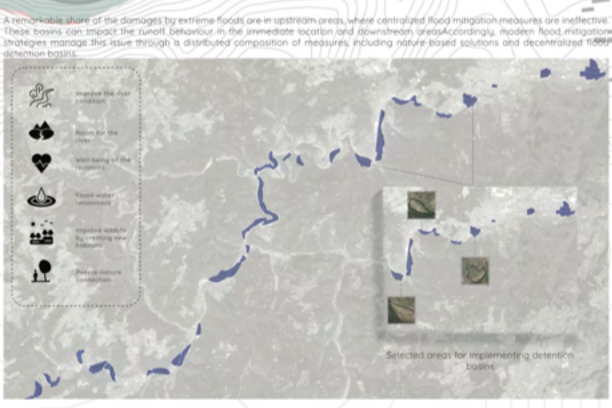 A remarkable share of the damages by extreme floods are in upstream areas, where centralized flood mitigation measures are ineffective.
These basins can impact the runoff behaviour in the immediate location and downstream areasAccordingly, modern flood mitigation
strategies manage this issue through a distributed composition of measures, including nature-based solutions and decentralized flood
detention basins.
Improve the river
condition
Room for the
river
Well-being of the
residents
Flood water
retainment
Improve wildlife
by creating new
habitats
People-nature
connection
Selected areas for implementing detention
basins